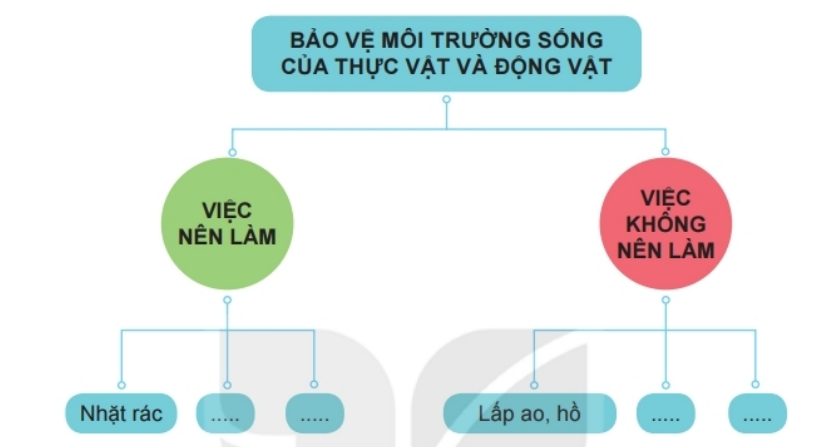 BẢO VỆ MÔI TRƯỜNG SỐNG
CỦA THỰC VẬT VÀ ĐỘNG VẬT
VIỆC
NÊN LÀM
VIỆC
KHÔNG
NÊN LÀM
Nhặt rác
.....
.....
Lấp ao, hồ
.....
.....